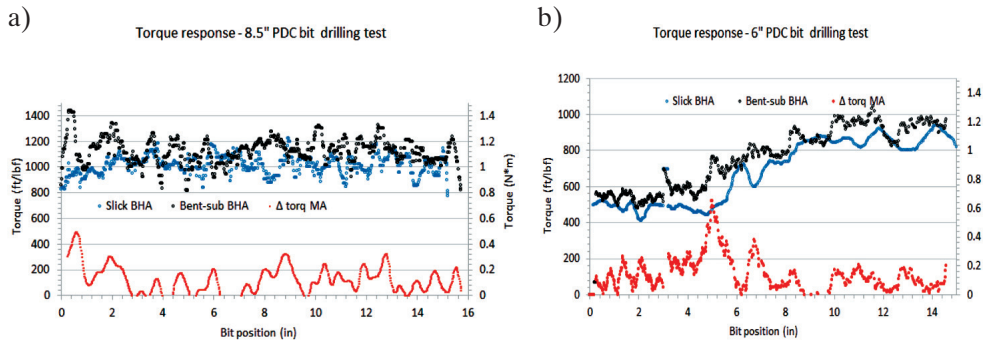 a)
Torque response - 8.5" PDC bit drilling test
Torque (ft/lbf)
1400
1200
1000
800
600
400
200
0
Slick BHA Bent-sub BHA Δ torq MA
1.4
1.2
1
0.8
0.6
0.4
0.2
0
Torque (N*m)
0 2 4 6 8 10 12 14 16
Bit position (in)
b)
Torque response - 6" PDC bit drilling test
Torque (ft/lbf)
1200
1000
800
600
400
200
0
Slick BHA Bent-sub BHA Δ torq MA
1.4
1.2
1
0.8
0.6
0.4
0.2
0
Torque (N*m)
0 2 4 6 8 10 12 14
Bit position (in)